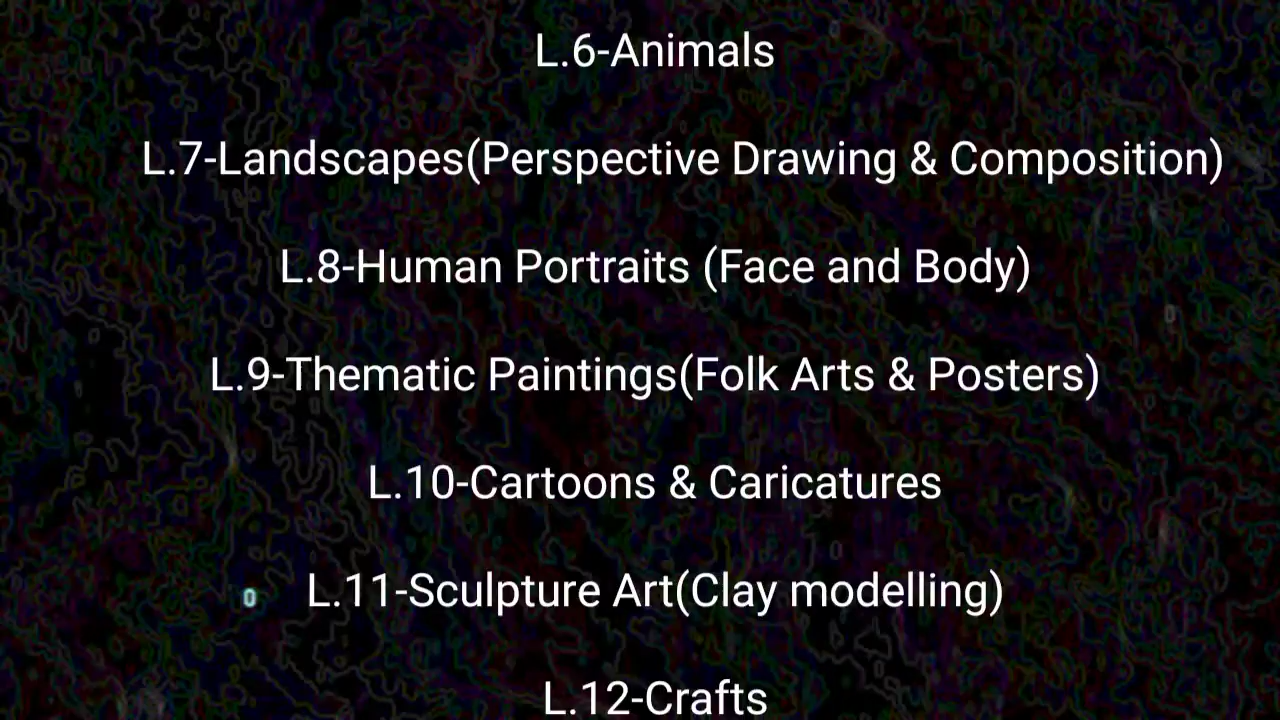 L.6-Animals
L.7-Landscapes(Perspective Drawing & Composition)
L.8-Human Portraits (Face and Body)
L.9-Thematic Paintings(Folk Arts & Posters)
L.10-Cartoons & Caricatures
L.11-Sculpture Art(Clay modelling)
L.12-Crafts